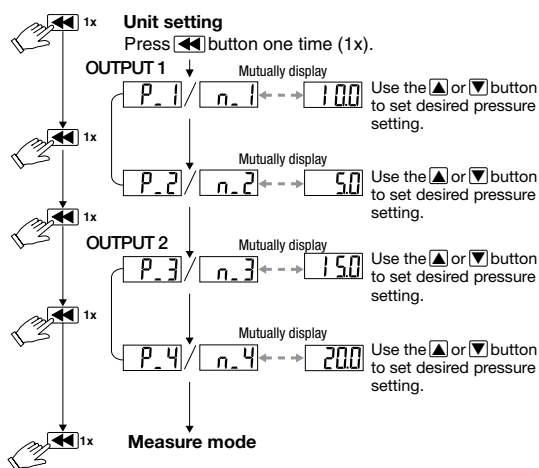 1x Unit setting
Press ◀◀ button one time (1x).
OUTPUT 1
Mutually display
P_1 / n_1 10.0 Use the ▲ or ▼ button
to set desired pressure
setting.
1x
Mutually display
P_2 / n_2 5.0 Use the ▲ or ▼ button
to set desired pressure
setting.
1x
OUTPUT 2
Mutually display
P_3 / n_3 15.0 Use the ▲ or ▼ button
to set desired pressure
setting.
1x
Mutually display
P_4 / n_4 20.0 Use the ▲ or ▼ button
to set desired pressure
setting.
1x Measure mode